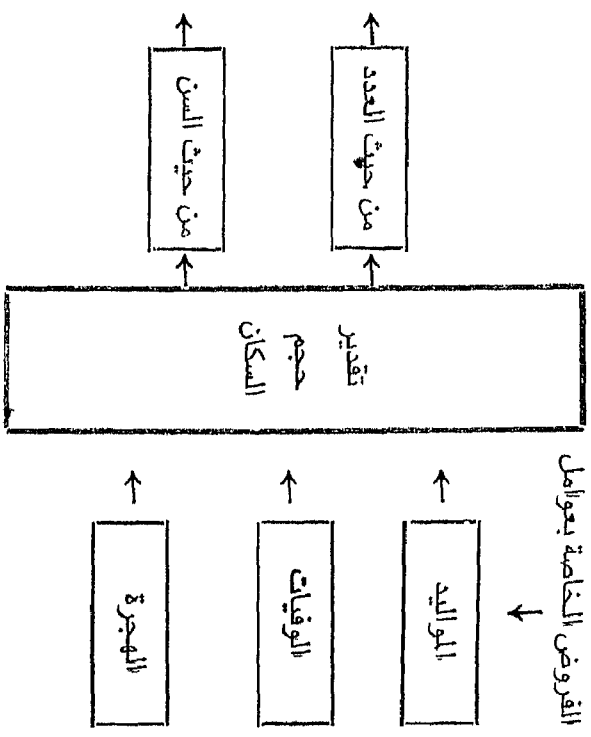 الفروض الخاصة بعوامل
المواليد
الوفيات
الهجرة
تقدير
حجم
السكان
من حيث العدد
من حيث السن